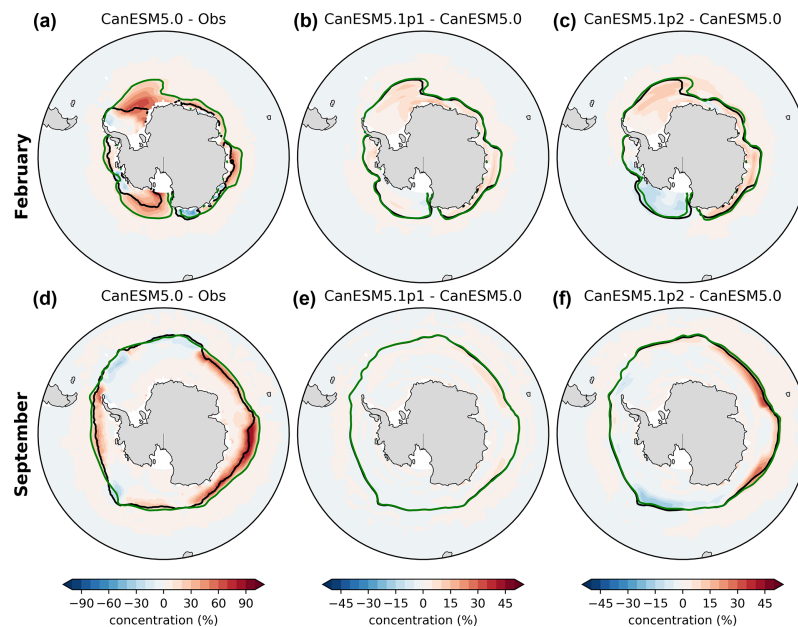 (a) CanESM5.0 - Obs
(b) CanESM5.1p1 - CanESM5.0
(c) CanESM5.1p2 - CanESM5.0
February
(d) CanESM5.0 - Obs
(e) CanESM5.1p1 - CanESM5.0
(f) CanESM5.1p2 - CanESM5.0
September
−90 −60 −30 0 30 60 90
concentration (%)
−45 −30 −15 0 15 30 45
concentration (%)
−45 −30 −15 0 15 30 45
concentration (%)